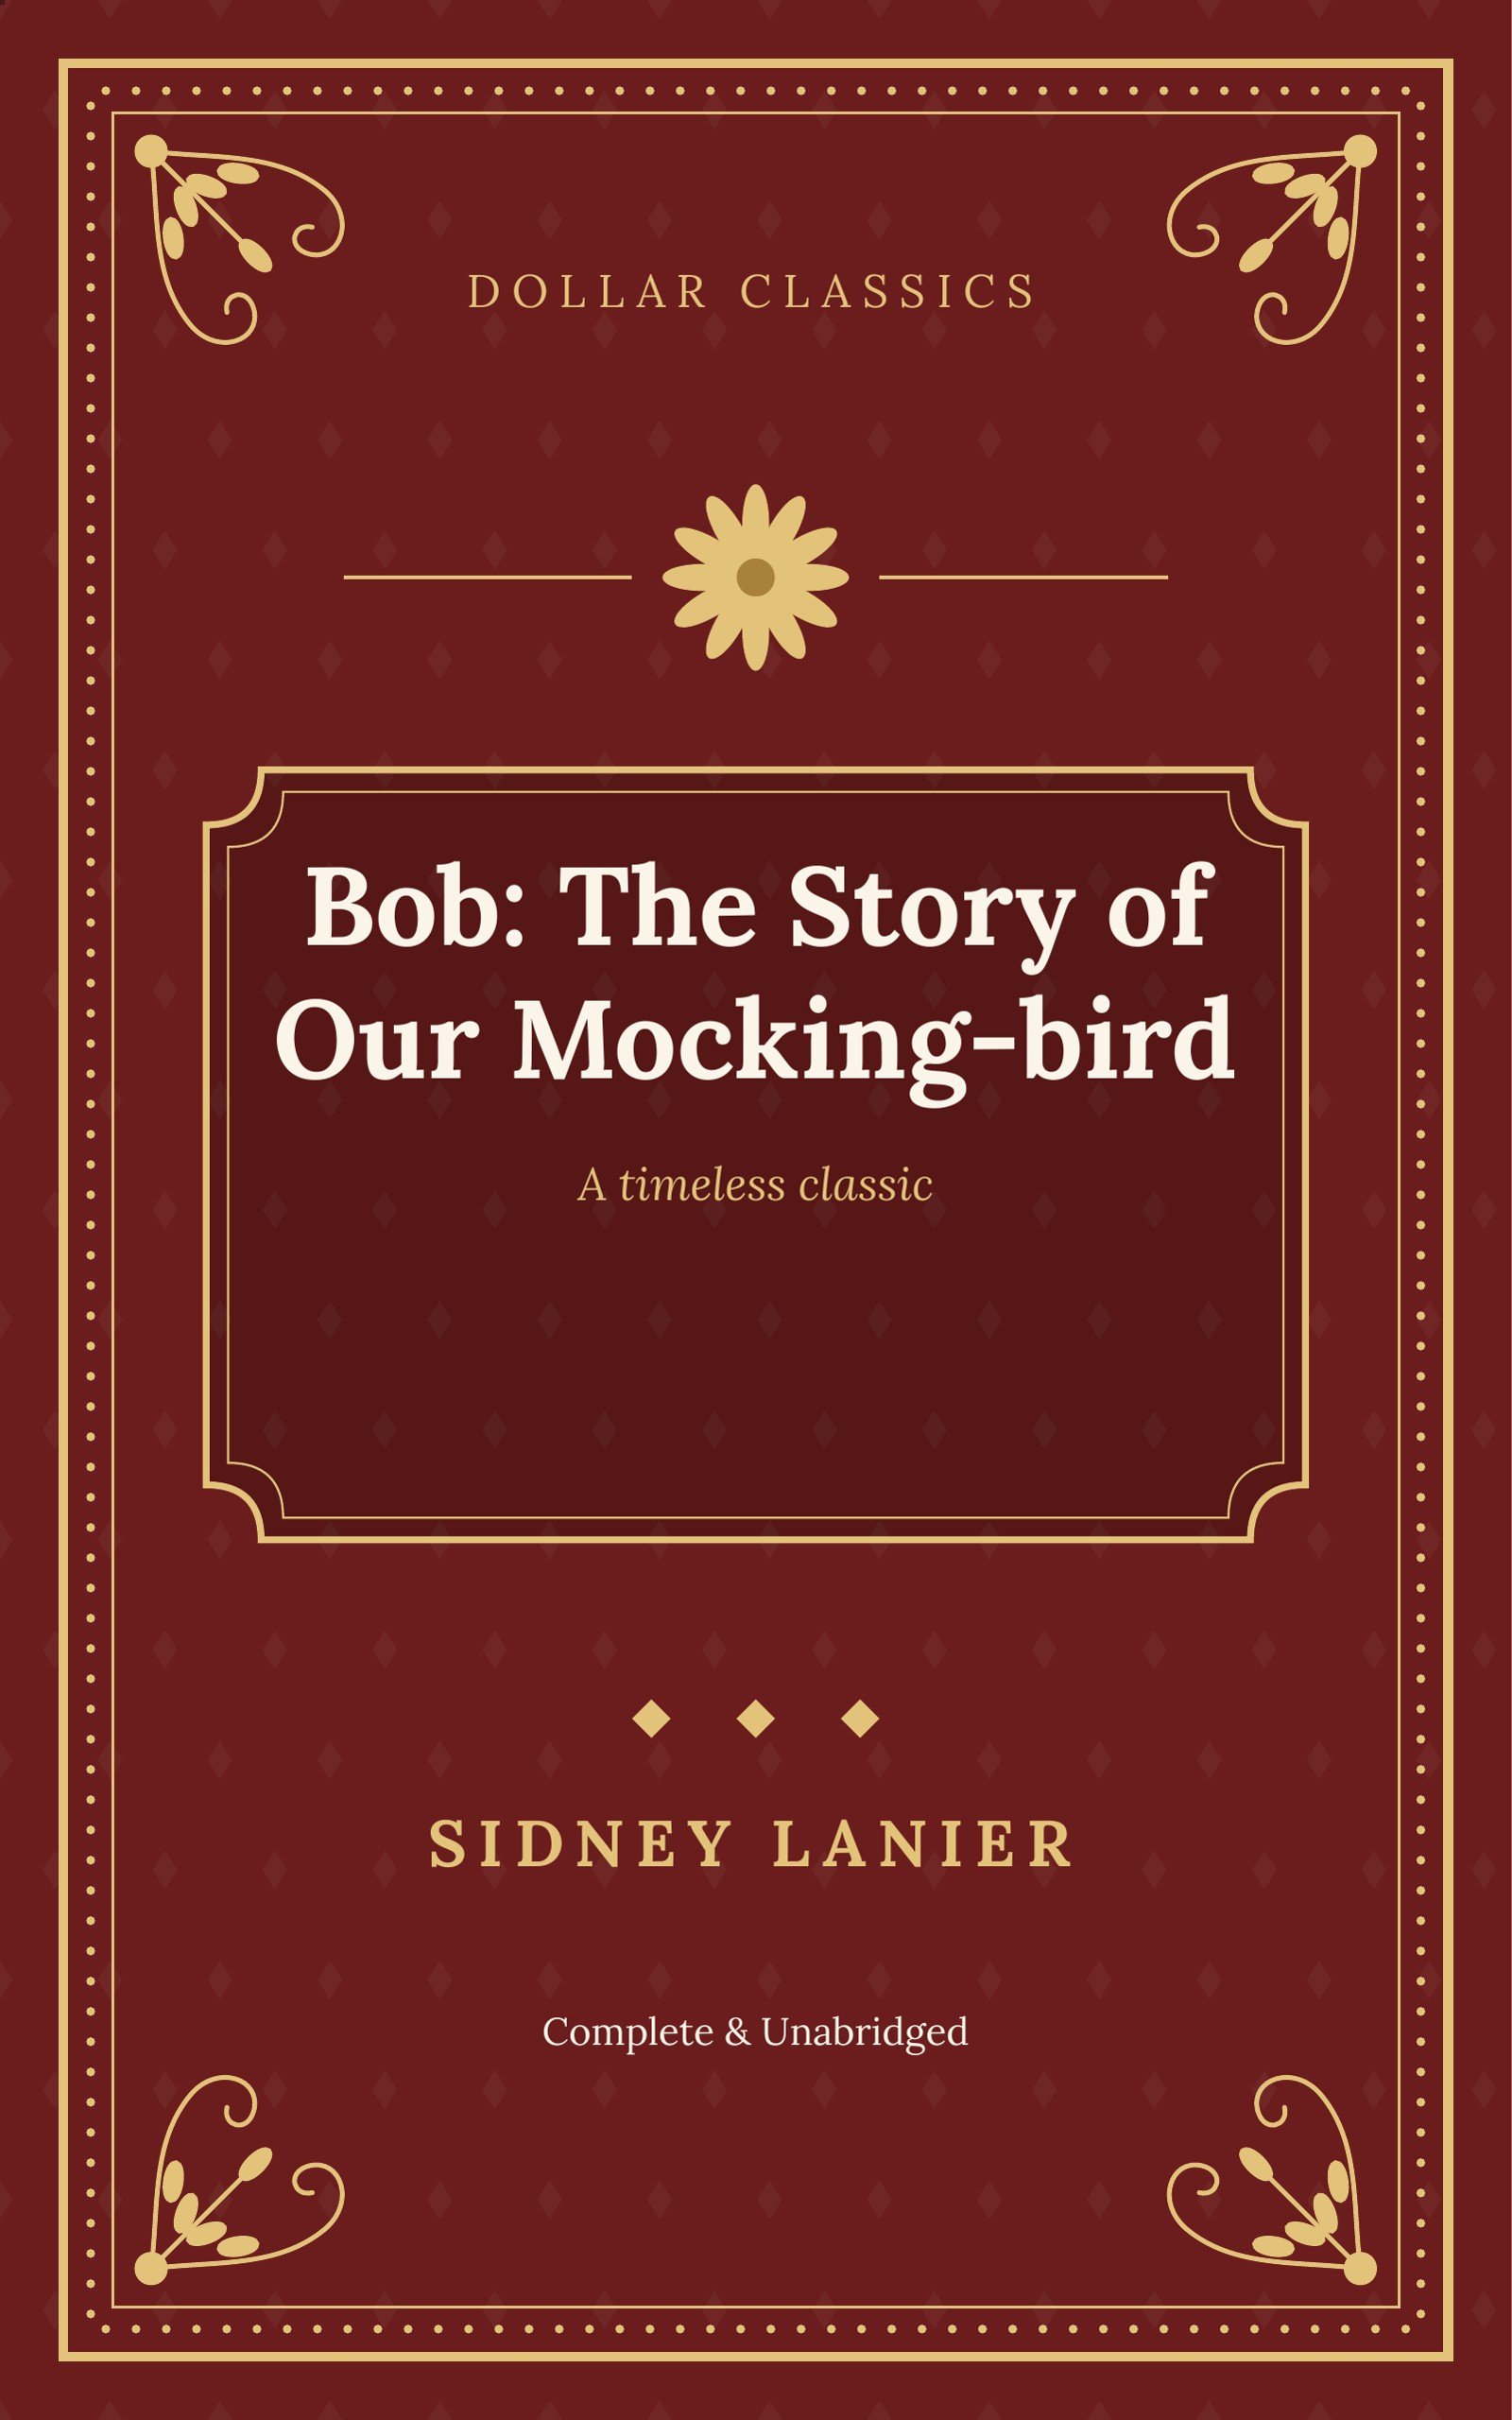 DOLLAR CLASSICS
Bob: The Story of
Our Mocking-bird
A timeless classic
SIDNEY LANIER
Complete & Unabridged